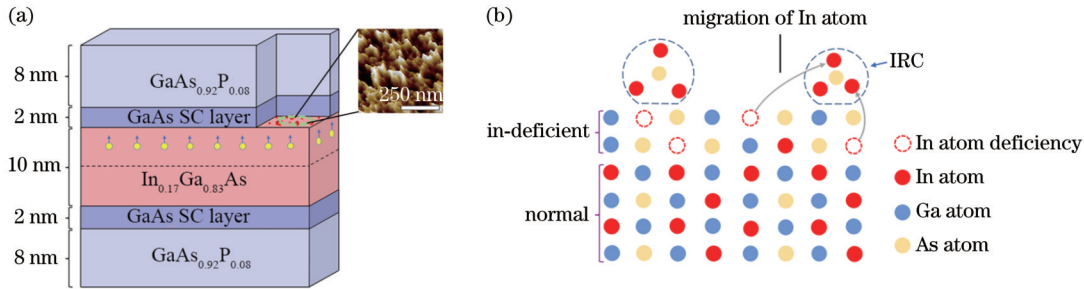 (a)
8 nm
GaAs0.92P0.08
250 nm
2 nm
GaAs SC layer
10 nm
In0.17Ga0.83As
2 nm
GaAs SC layer
8 nm
GaAs0.92P0.08
(b)
migration of In atom
IRC
in-deficient
normal
In atom deficiency
In atom
Ga atom
As atom